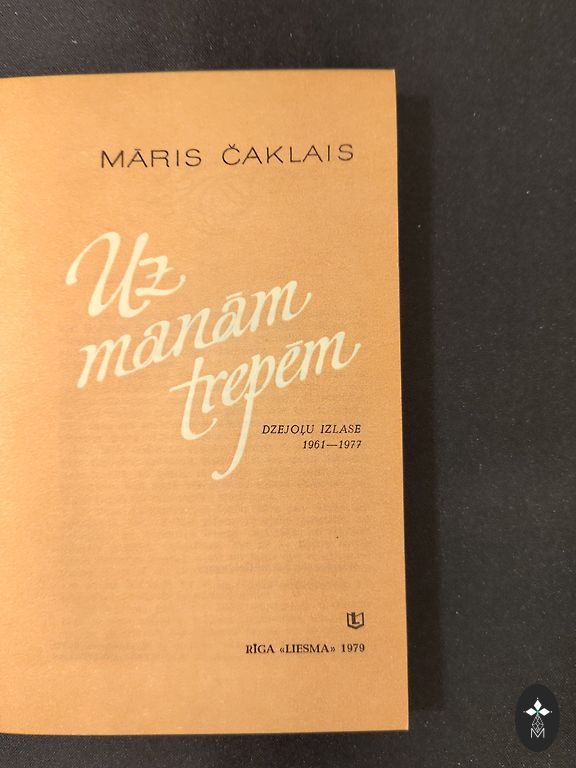 MĀRIS ČAKLAIS
Uz
manām
trepēm
DZEJOĻU IZLASE
1961—1977
L
RĪGA «LIESMA» 1979
M